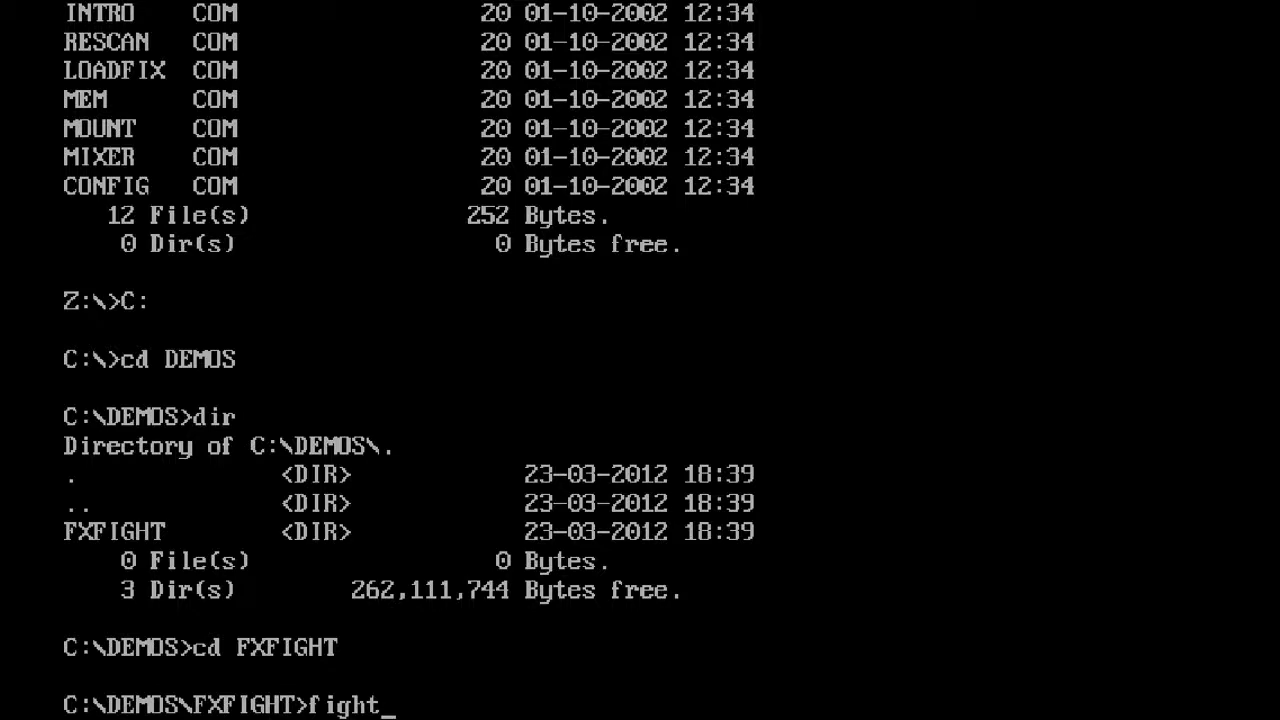 INTRO COM 20 01-10-2002 12:34
RESCAN COM 20 01-10-2002 12:34
LOADFIX COM 20 01-10-2002 12:34
MEM COM 20 01-10-2002 12:34
MOUNT COM 20 01-10-2002 12:34
MIXER COM 20 01-10-2002 12:34
CONFIG COM 20 01-10-2002 12:34
12 File(s) 252 Bytes.
0 Dir(s) 0 Bytes free.
Z:\>C:
C:\>cd DEMOS
C:\DEMOS>dir
Directory of C:\DEMOS\.
. <DIR> 23-03-2012 18:39
.. <DIR> 23-03-2012 18:39
FXFIGHT <DIR> 23-03-2012 18:39
0 File(s) 0 Bytes.
3 Dir(s) 262,111,744 Bytes free.
C:\DEMOS>cd FXFIGHT
C:\DEMOS\FXFIGHT>fight_